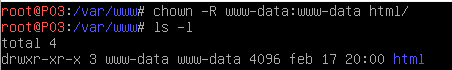 root@P03:/var/www# chown -R www-data:www-data html/
root@P03:/var/www# ls -l
total 4
drwxr-xr-x 3 www-data www-data 4096 feb 17 20:00 html